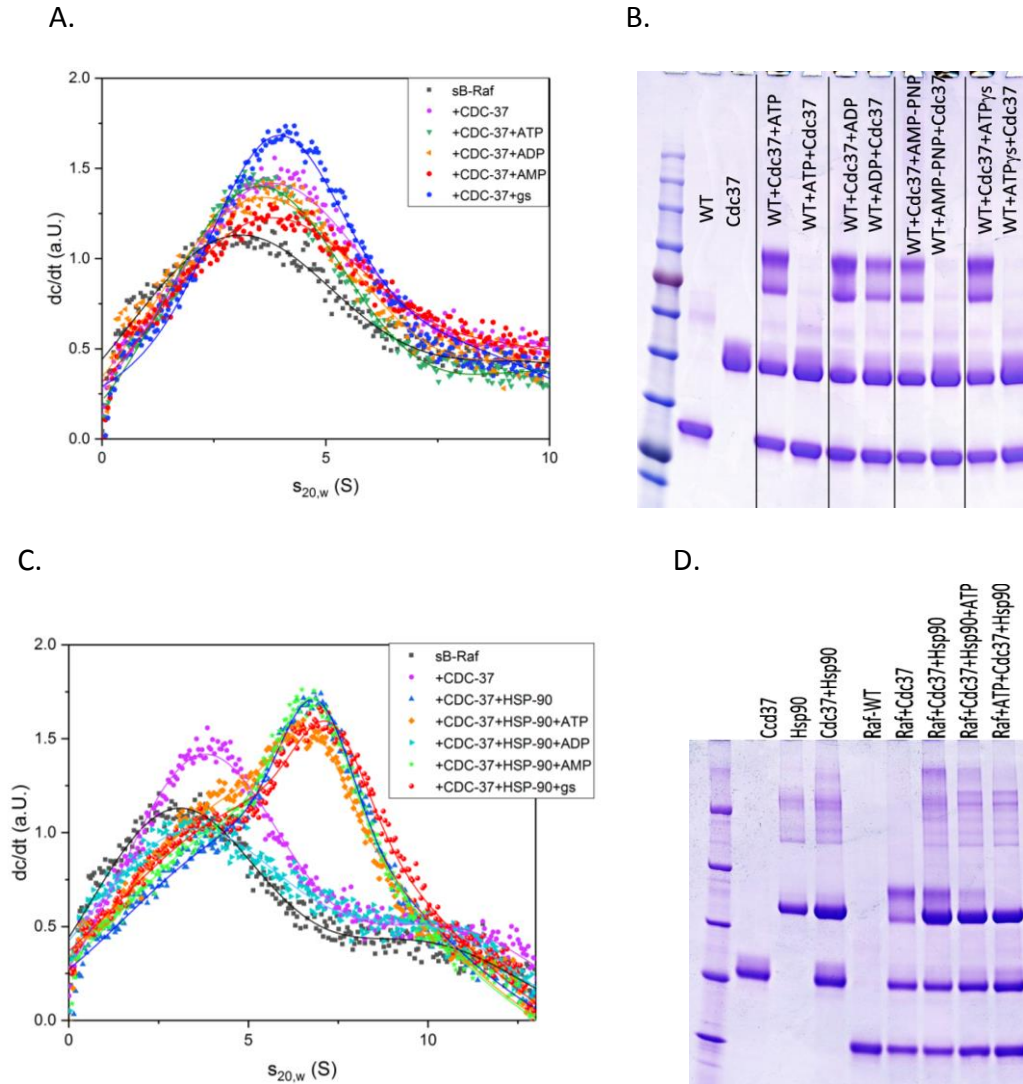 A.
2.0
1.5
1.0
0.5
0.0
0
5
10
dc/dt (a.U.)
s20,w (S)
sB-Raf
+CDC-37
+CDC-37+ATP
+CDC-37+ADP
+CDC-37+AMP
+CDC-37+gs
B.
WT
Cdc37
WT+Cdc37+ATP
WT+ATP+Cdc37
WT+Cdc37+ADP
WT+ADP+Cdc37
WT+Cdc37+AMP-PNP
WT+AMP-PNP+Cdc37
WT+Cdc37+ATPγs
WT+ATPγs+Cdc37
C.
2.0
1.5
1.0
0.5
0.0
0
5
10
dc/dt (a.U.)
s20,w (S)
sB-Raf
+CDC-37
+CDC-37+HSP-90
+CDC-37+HSP-90+ATP
+CDC-37+HSP-90+ADP
+CDC-37+HSP-90+AMP
+CDC-37+HSP-90+gs
D.
Ccd37
Hsp90
Cdc37+Hsp90
Raf-WT
Raf+Cdc37
Raf+Cdc37+Hsp90
Raf+Cdc37+Hsp90+ATP
Raf+ATP+Cdc37+Hsp90